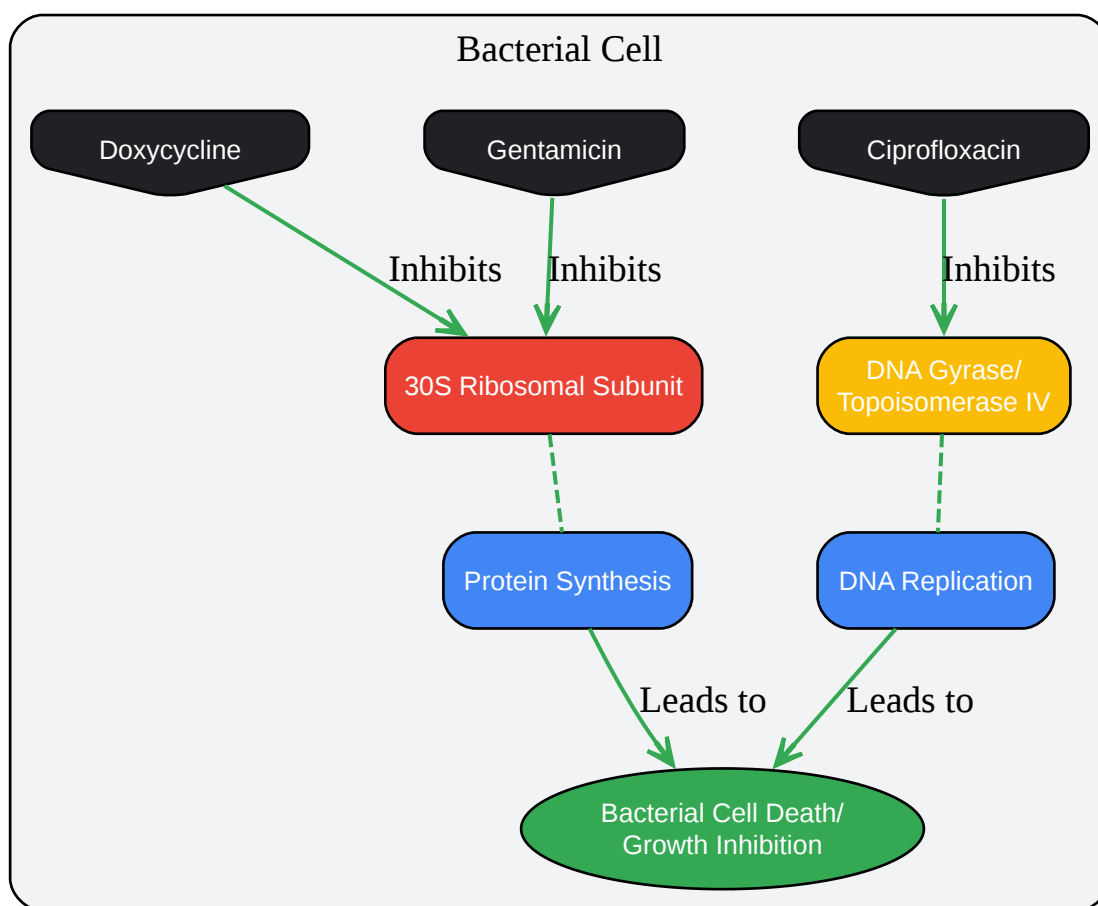 Bacterial Cell
Doxycycline
Gentamicin
Ciprofloxacin
Inhibits
Inhibits
Inhibits
30S Ribosomal Subunit
DNA Gyrase/
Topoisomerase IV
Protein Synthesis
DNA Replication
Leads to
Leads to
Bacterial Cell Death/
Growth Inhibition